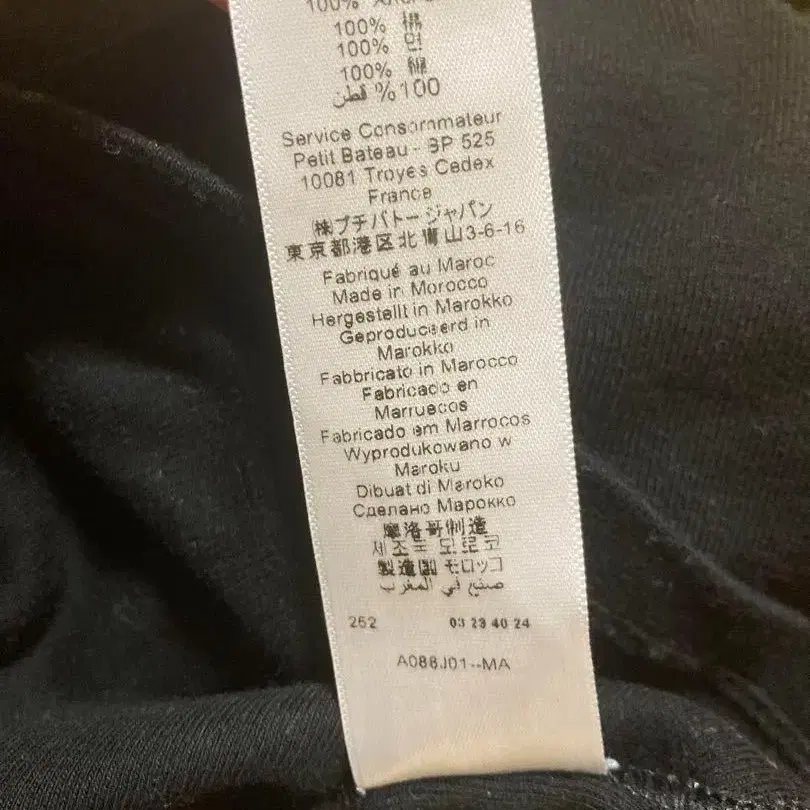 100%
100% 棉
100% 면
100% 綿
قطن %100
Service Consommateur
Petit Bateau - BP 525
10081 Troyes Cedex
France
㈱プチバトージャパン
東京都港区北青山3-6-16
Fabriqué au Maroc
Made in Morocco
Hergestellt in Marokko
Geproduceerd in
Marokko
Fabbricato in Marocco
Fabricado en
Marruecos
Fabricado em Marrocos
Wyprodukowano w
Maroku
Dibuat di Maroko
Сделано Марокко
摩洛哥制造
제조국 모로코
製造国 モロッコ
صنع في المغرب
252 03 23 40 24
A088J01--MA